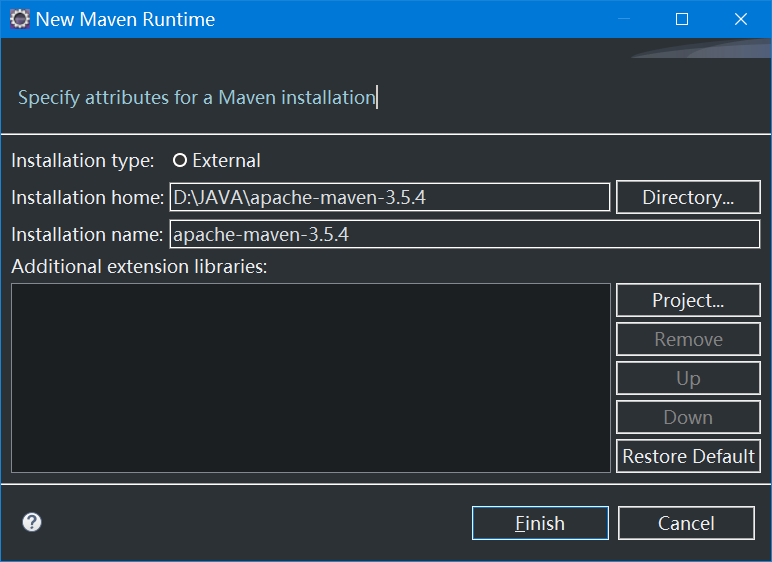 New Maven Runtime
Specify attributes for a Maven installation
Installation type: External
Installation home: D:\JAVA\apache-maven-3.5.4 Directory...
Installation name: apache-maven-3.5.4
Additional extension libraries:
Project...
Remove
Up
Down
Restore Default
? Finish Cancel